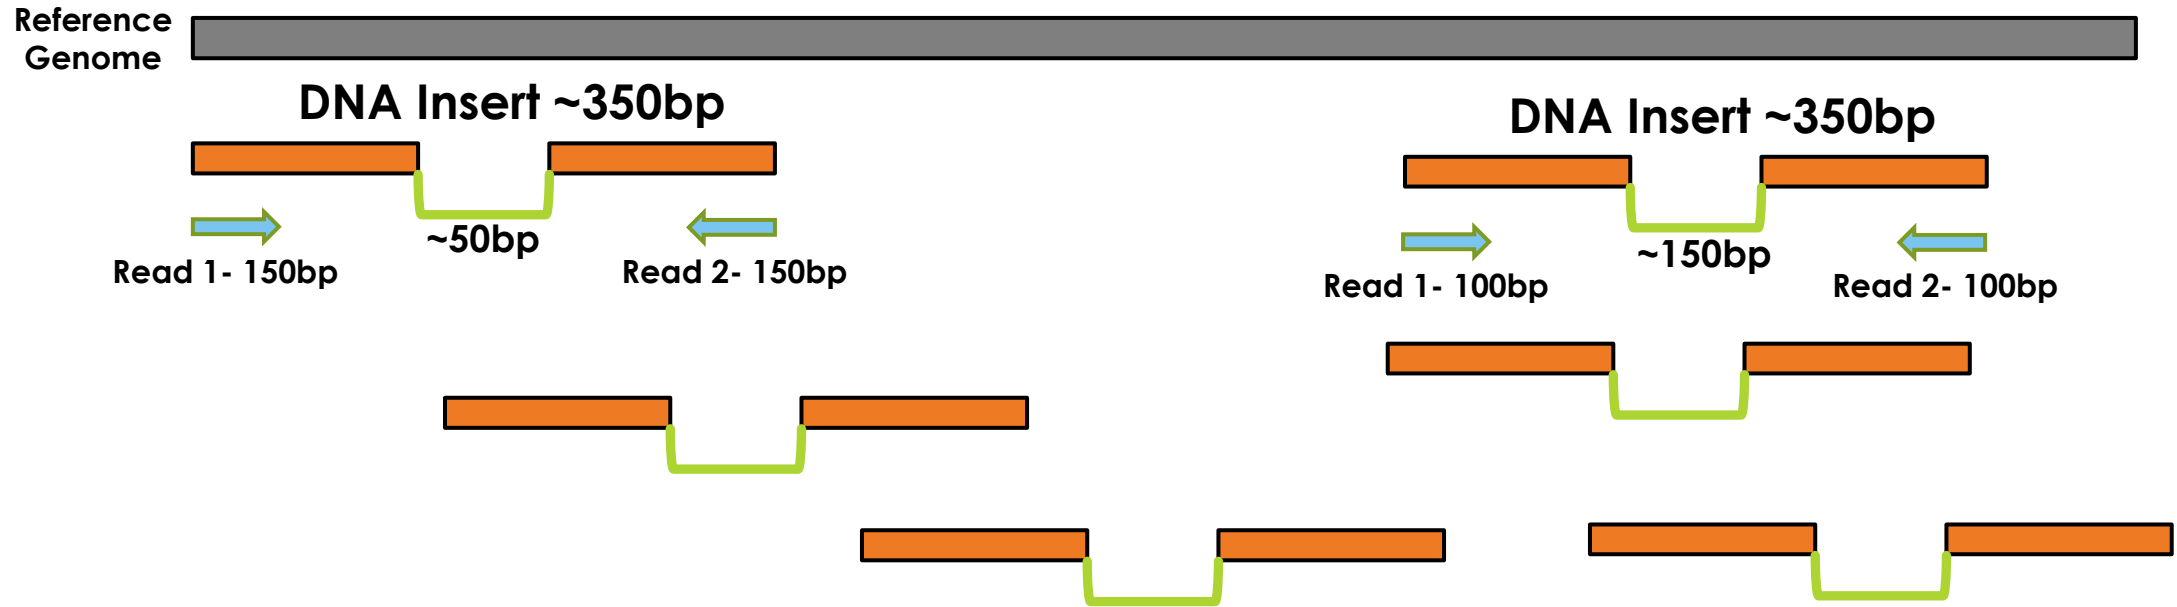 Reference
Genome
DNA Insert ~350bp
~50bp
Read 1- 150bp
Read 2- 150bp
DNA Insert ~350bp
~150bp
Read 1- 100bp
Read 2- 100bp